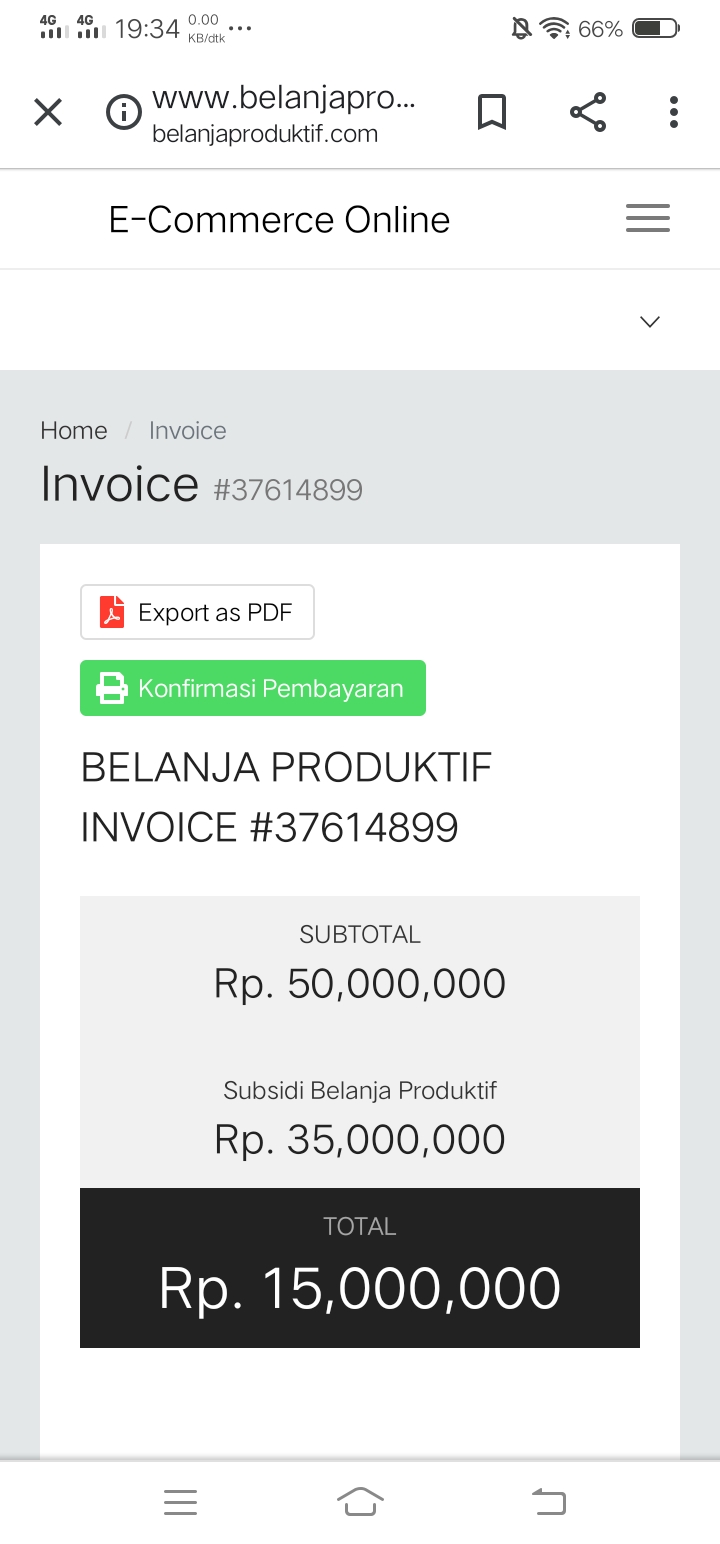 4G 4G 19:34 0.00 KB/dtk ... 66%
www.belanjapro...
belanjaproduktif.com
E-Commerce Online
Home / Invoice
Invoice #37614899
Export as PDF
Konfirmasi Pembayaran
BELANJA PRODUKTIF
INVOICE #37614899
SUBTOTAL
Rp. 50,000,000
Subsidi Belanja Produktif
Rp. 35,000,000
TOTAL
Rp. 15,000,000